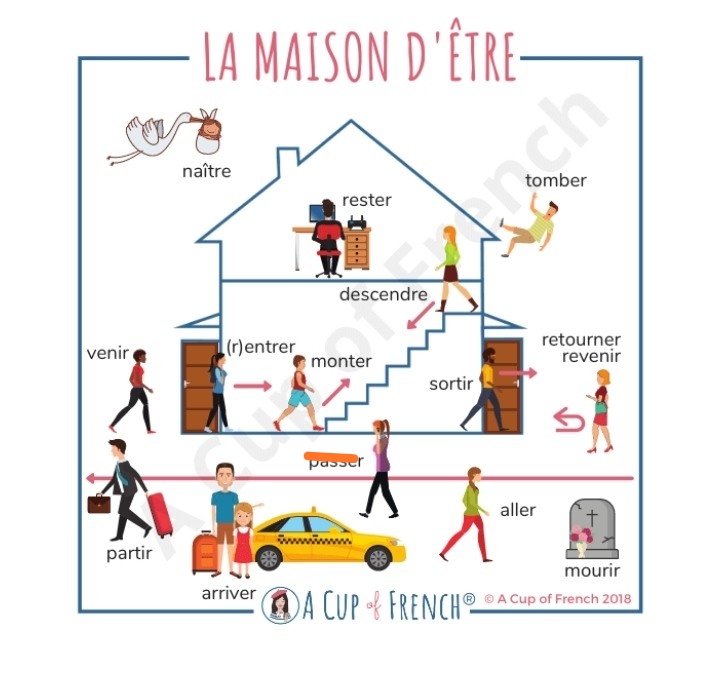 LA MAISON D'ÊTRE
naître
tomber
rester
descendre
venir
(r)entrer
monter
sortir
retourner
revenir
passer
partir
arriver
aller
mourir
A CUP of FRENCH®
© A Cup of French 2018
A Cup of French